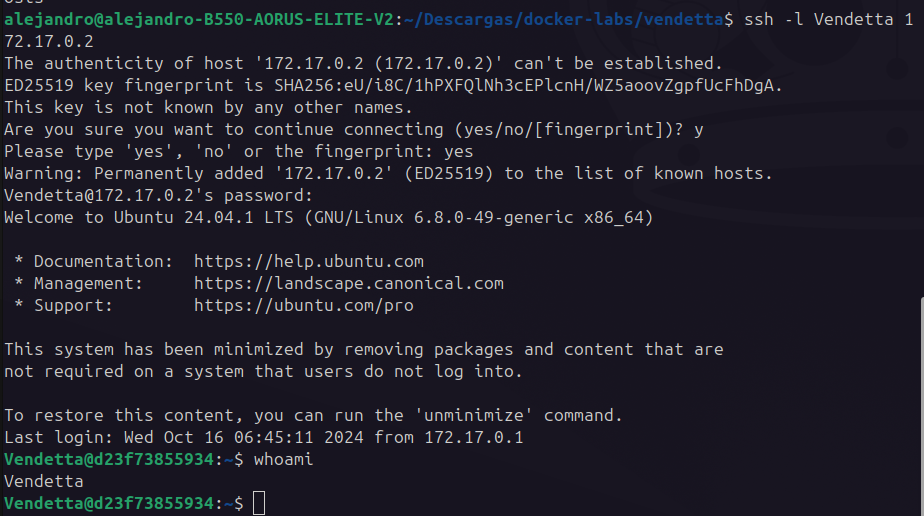 alejandro@alejandro-B550-AORUS-ELITE-V2:~/Descargas/docker-labs/vendetta$ ssh -l Vendetta 1
72.17.0.2
The authenticity of host '172.17.0.2 (172.17.0.2)' can't be established.
ED25519 key fingerprint is SHA256:eU/i8C/1hPXFQlNh3cEPlcnH/WZ5aoovZgpfUcFhDgA.
This key is not known by any other names.
Are you sure you want to continue connecting (yes/no/[fingerprint])? y
Please type 'yes', 'no' or the fingerprint: yes
Warning: Permanently added '172.17.0.2' (ED25519) to the list of known hosts.
Vendetta@172.17.0.2's password:
Welcome to Ubuntu 24.04.1 LTS (GNU/Linux 6.8.0-49-generic x86_64)
* Documentation:  https://help.ubuntu.com
* Management:     https://landscape.canonical.com
* Support:        https://ubuntu.com/pro
This system has been minimized by removing packages and content that are
not required on a system that users do not log into.
To restore this content, you can run the 'unminimize' command.
Last login: Wed Oct 16 06:45:11 2024 from 172.17.0.1
Vendetta@d23f73855934:~$ whoami
Vendetta
Vendetta@d23f73855934:~$